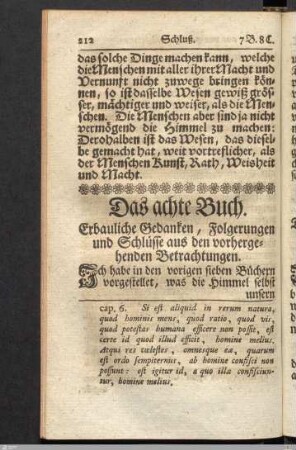 212 Schluß. 7 B. 8 C.
das solche Dinge machen kann, welche
die Menschen mit aller ihrer Macht und
Vernunft nicht zuwege bringen kön-
nen, so ist dasselbe Wesen gewiß grös-
ser, mächtiger und weiser, als die Men-
schen. Die Menschen aber sind ja nicht
vermögend die Himmel zu machen:
Derohalben ist das Wesen, das diesel-
be gemacht hat, weit vortreflicher, als
der Menschen Kunst, Rath, Weisheit
und Macht.
Das achte Buch.
Erbauliche Gedanken, Folgerungen
und Schlüsse aus den vorherge-
henden Betrachtungen.
Ich habe in den vorigen sieben Büchern
vorgestellet, was die Himmel selbst
unsern
cap. 6. Si est aliquid in rerum natura,
quod hominis mens, quod ratio, quod vis,
quod potestas humana efficere non possit, est
certe id quod illud efficit, homine melius.
Atqui res cælestes, omnesque eæ, quarum
est ordo sempiternus, ab homine confici non
possunt: est igitur id, a quo illa conficiun-
tur, homine melius.